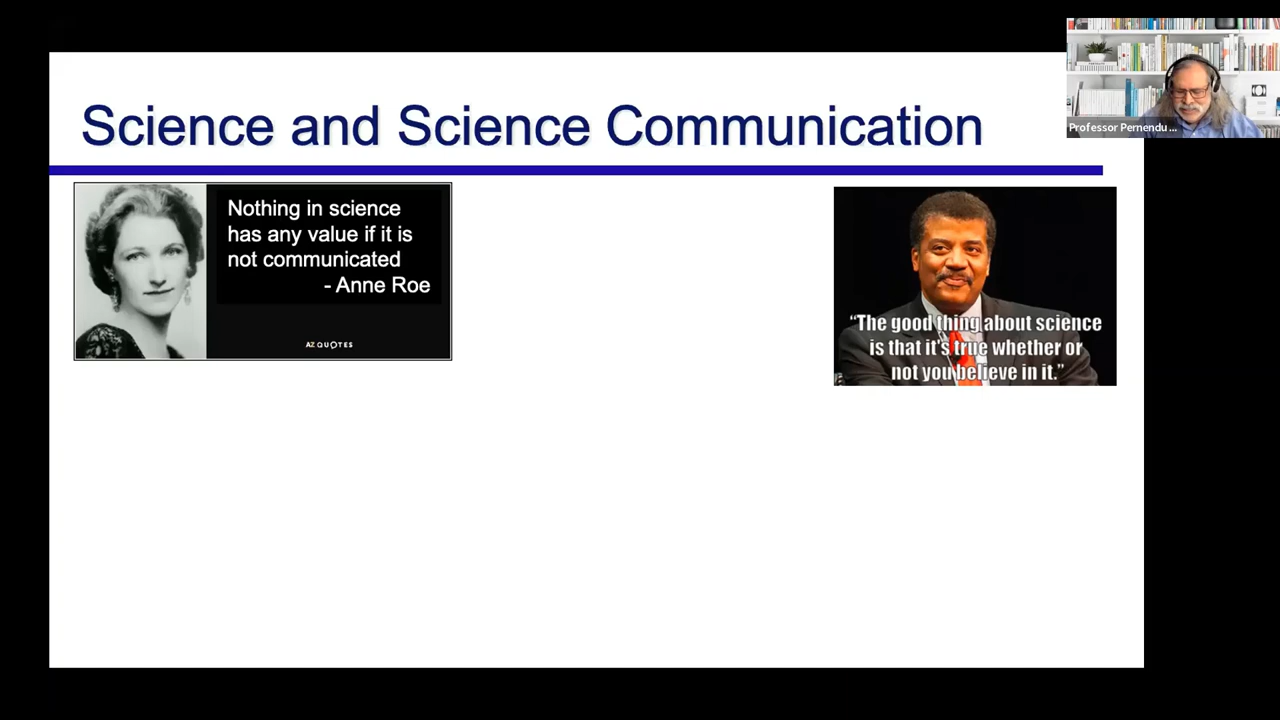 Science and Science Communication
Professor Pernendu ...
Nothing in science
has any value if it is
not communicated
- Anne Roe
AZ QUOTES
“The good thing about science
is that it's true whether or
not you believe in it.”